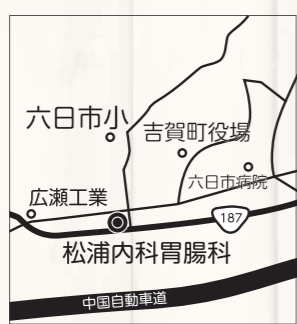 六日市小
吉賀町役場
六日市病院
広瀬工業
187
松浦内科胃腸科
中国自動車道